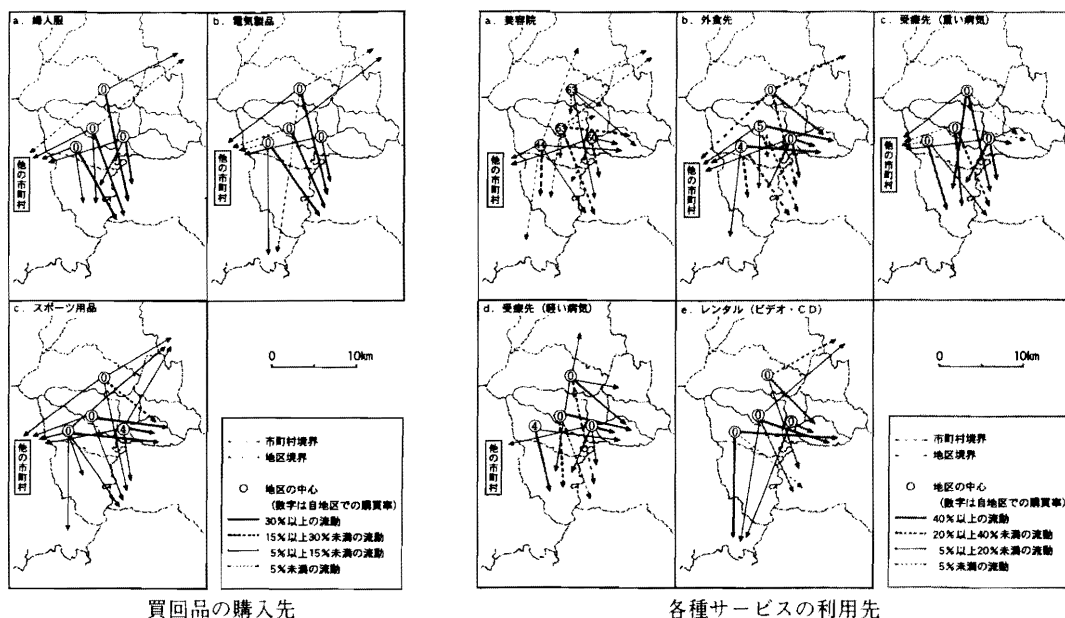 a. 婦人服
b. 電気製品
他の市町村
c. スポーツ用品
他の市町村
0 10km
市町村境界
地区境界
地区の中心
(数字は自地区での購買率)
30%以上の流動
15%以上30%未満の流動
5%以上15%未満の流動
5%未満の流動
買回品の購入先
a. 美容院
b. 外食先
c. 受療先(重い病気)
他の市町村
d. 受療先(軽い病気)
e. レンタル(ビデオ・CD)
他の市町村
0 10km
市町村境界
地区境界
地区の中心
(数字は自地区での購買率)
40%以上の流動
20%以上40%未満の流動
5%以上20%未満の流動
5%未満の流動
各種サービスの利用先